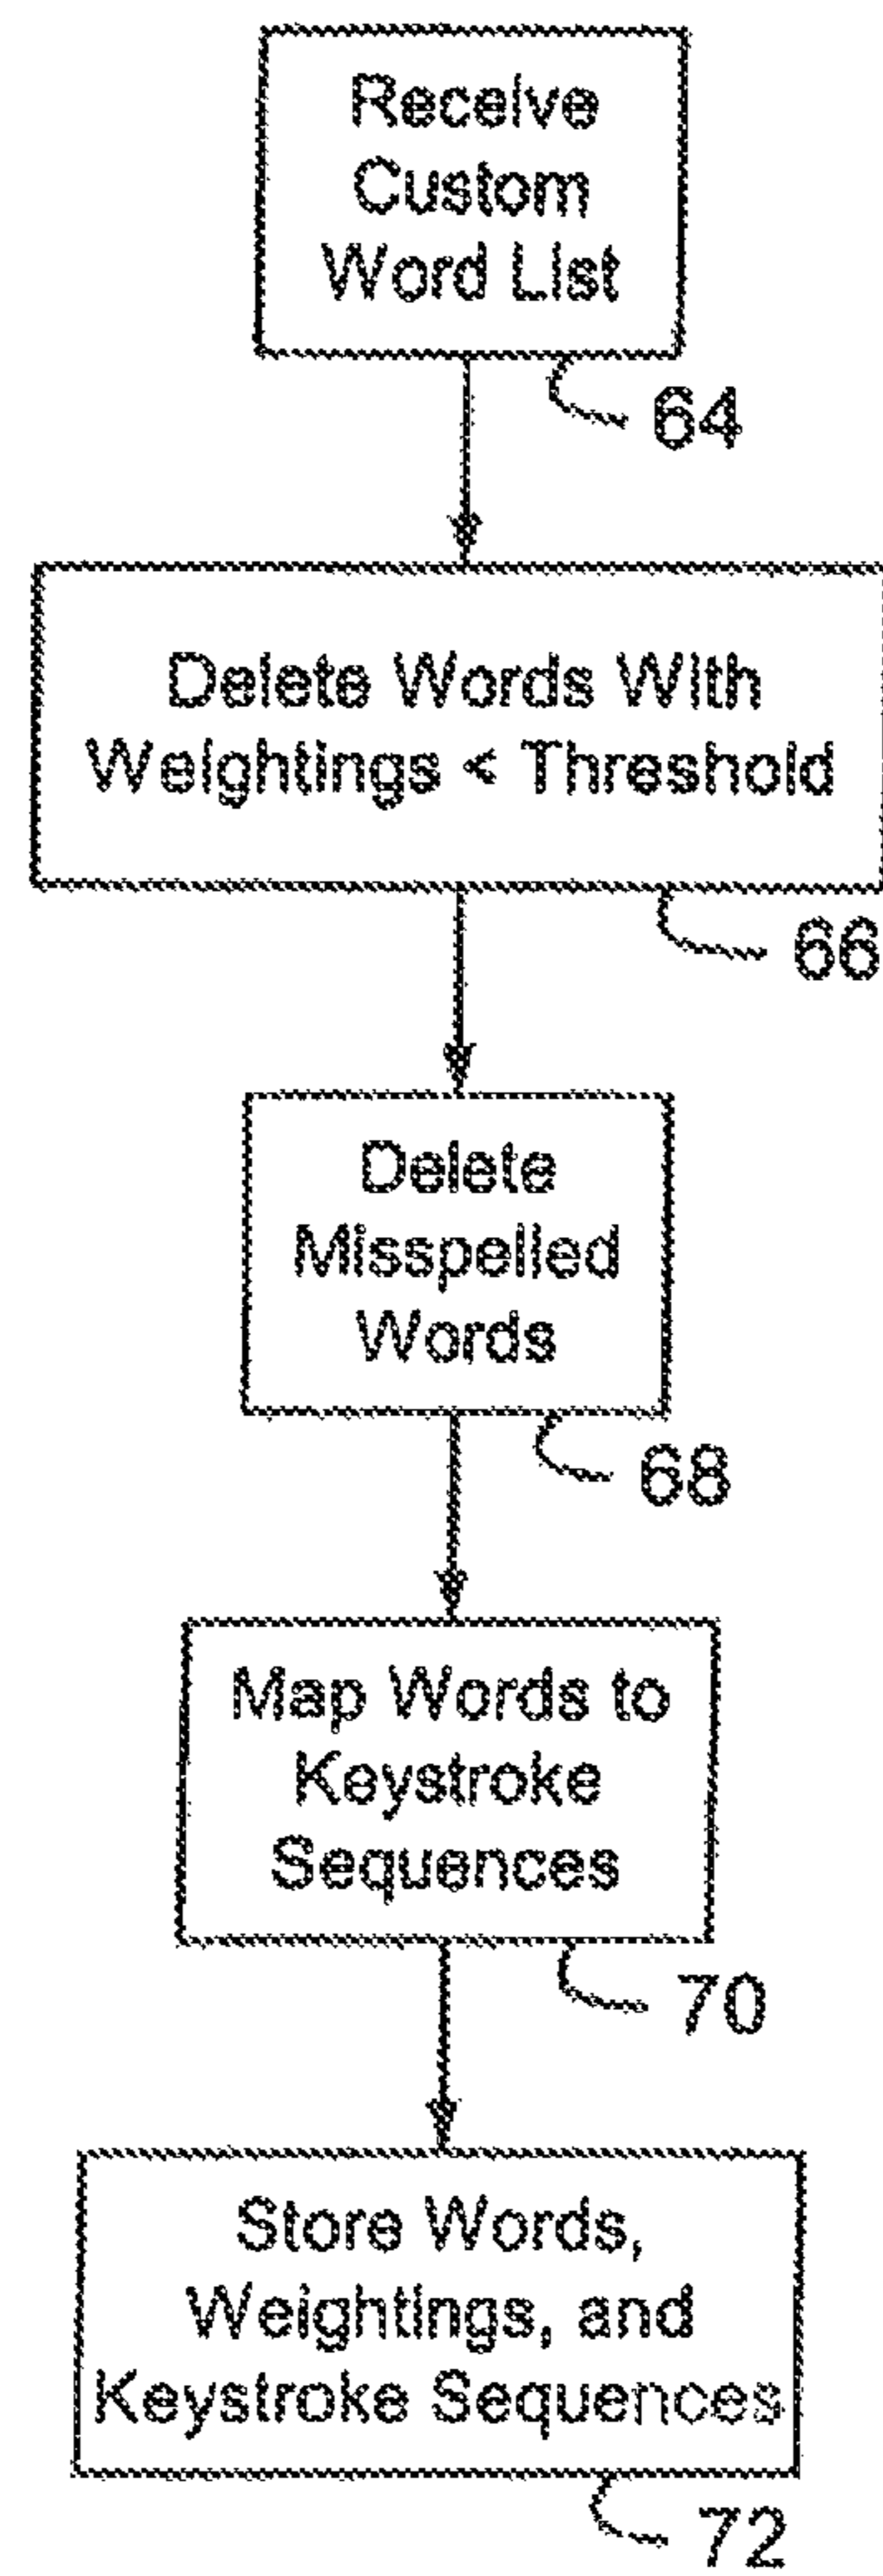 Receive
Custom
Word List
64
Delete Words With
Weightings < Threshold
66
Delete
Misspelled
Words
68
Map Words to
Keystroke
Sequences
70
Store Words,
Weightings, and
Keystroke Sequences
72